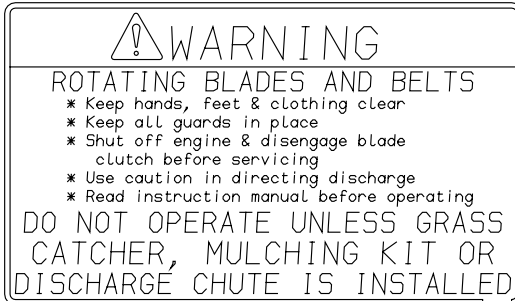 WARNING
ROTATING BLADES AND BELTS
* Keep hands, feet & clothing clear
* Keep all guards in place
* Shut off engine & disengage blade
clutch before servicing
* Use caution in directing discharge
* Read instruction manual before operating
DO NOT OPERATE UNLESS GRASS
CATCHER, MULCHING KIT OR
DISCHARGE CHUTE IS INSTALLED